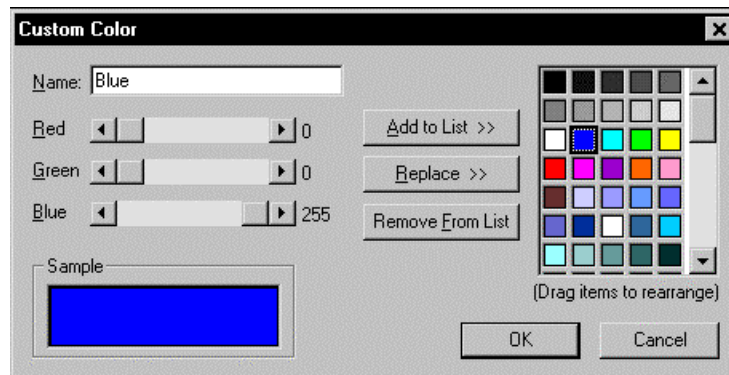 Custom Color
Name: Blue
Red 0
Green 0
Blue 255
Add to List >>
Replace >>
Remove From List
Sample
(Drag items to rearrange)
OK Cancel